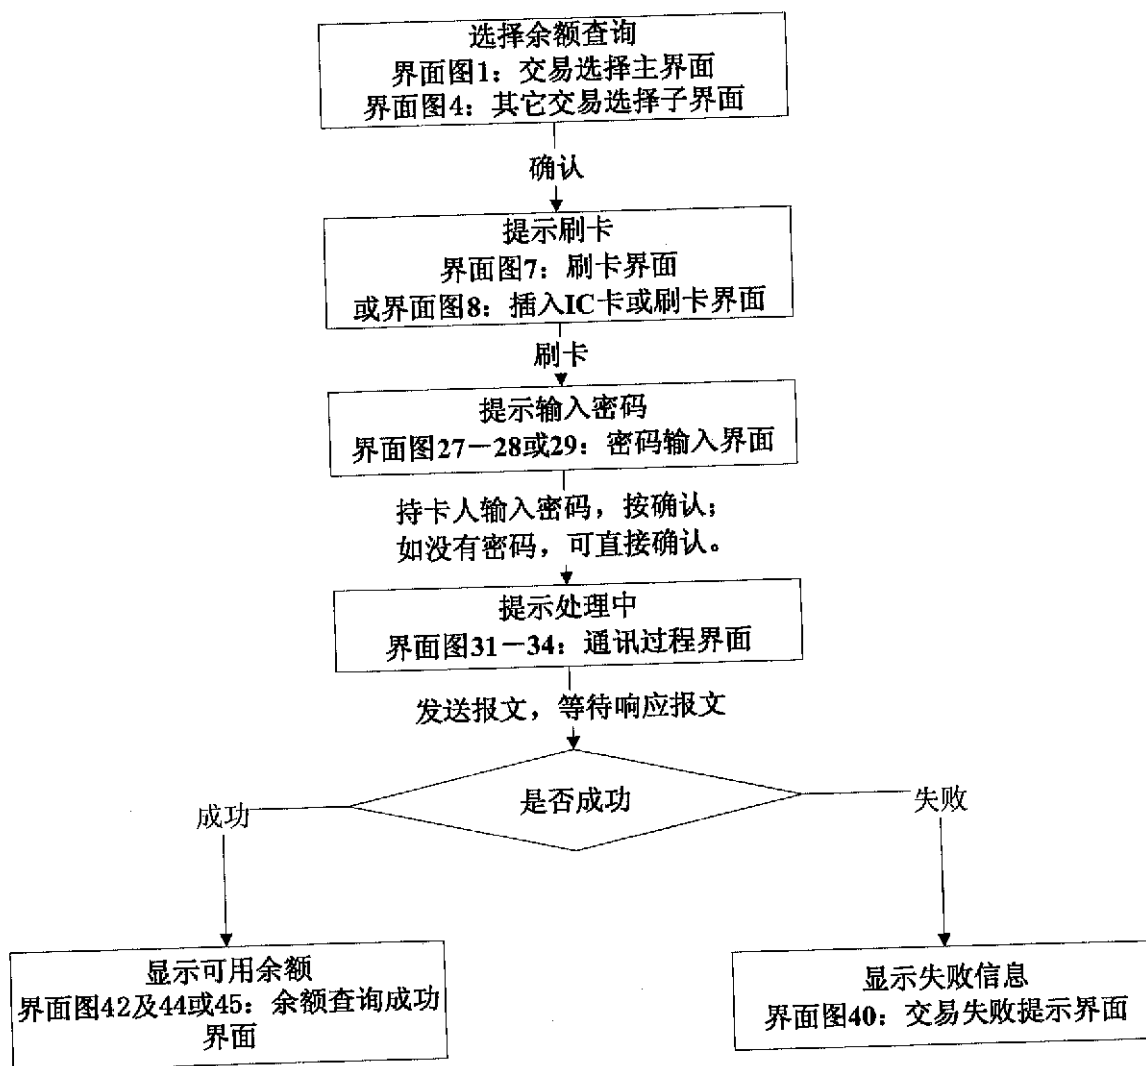 选择余额查询
界面图1：交易选择主界面
界面图4：其它交易选择子界面
确认
提示刷卡
界面图7：刷卡界面
或界面图8：插入IC卡或刷卡界面
刷卡
提示输入密码
界面图27－28或29：密码输入界面
持卡人输入密码，按确认；
如没有密码，可直接确认。
提示处理中
界面图31－34：通讯过程界面
发送报文，等待响应报文
是否成功
成功
失败
显示可用余额
界面图42及44或45：余额查询成功
界面
显示失败信息
界面图40：交易失败提示界面